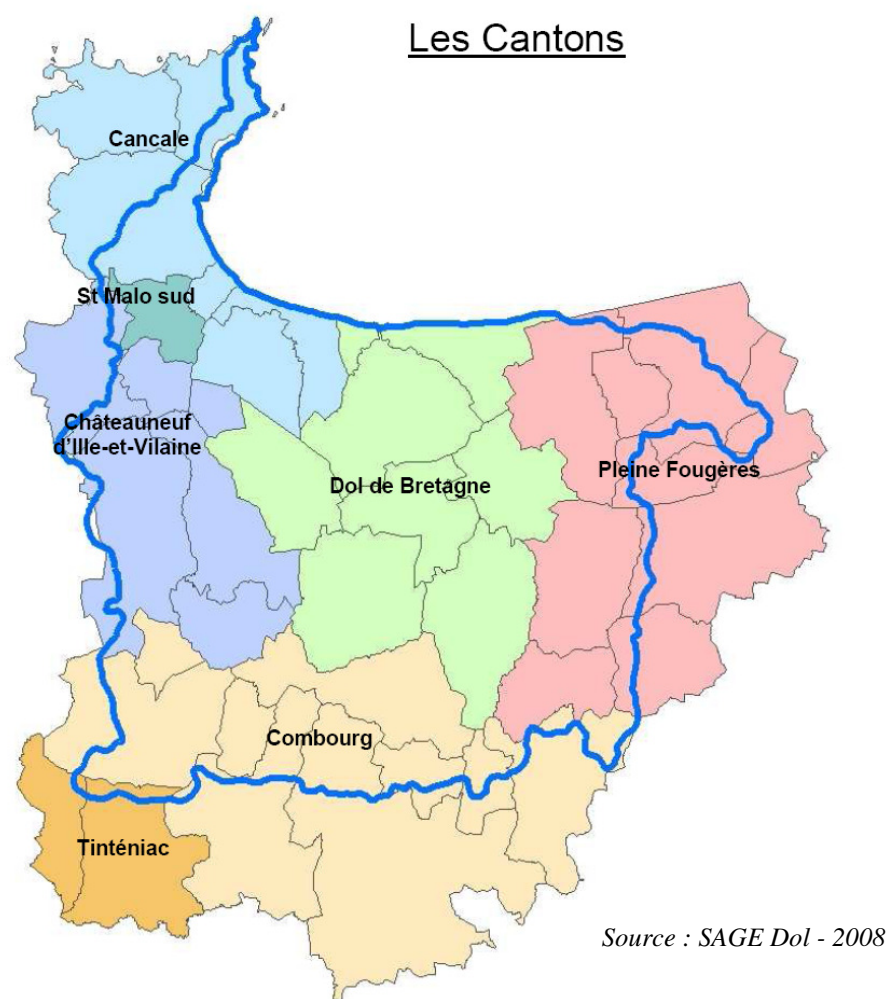 Les Cantons
Cancale
St Malo sud
Châteauneuf
d'Ille-et-Vilaine
Dol de Bretagne
Pleine Fougères
Combourg
Tinténiac
Source : SAGE Dol - 2008